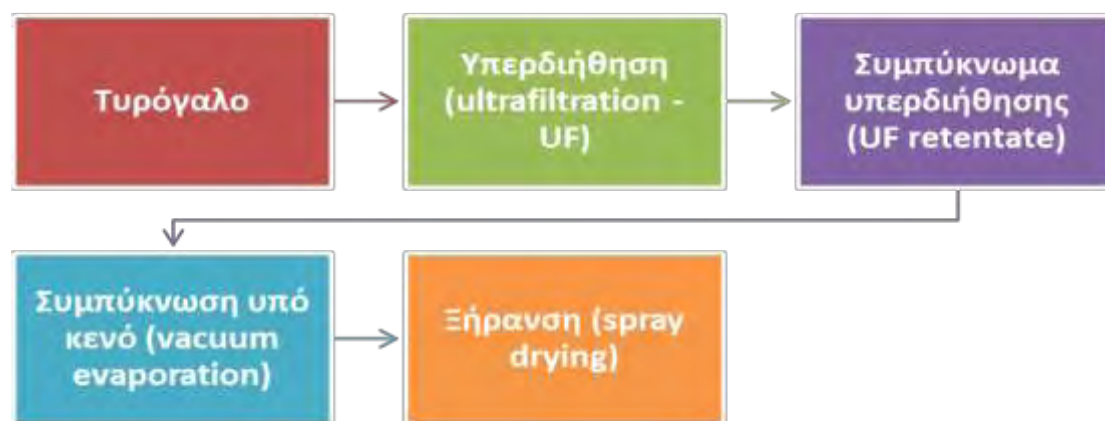 Τυρόγαλο
Υπερδιήθηση
(ultrafiltration -
UF)
Συμπύκνωμα
υπερδιήθησης
(UF retentate)
Συμπύκνωση υπό
κενό (vacuum
evaporation)
Ξήρανση (spray
drying)